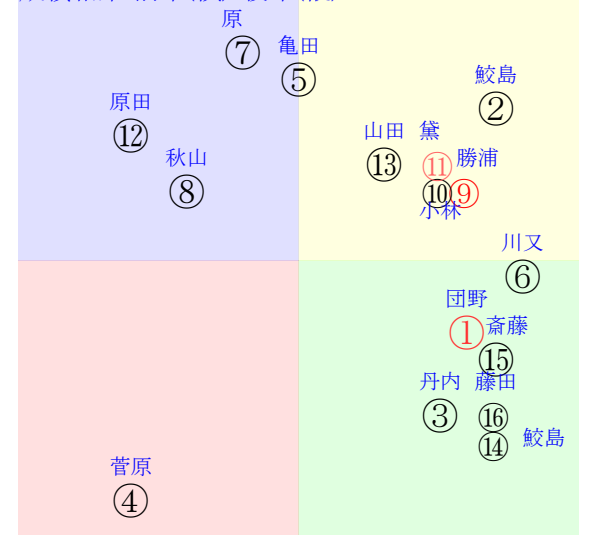 原
⑦
亀田
⑤
鮫島
②
原田
⑫
山田
⑬
黛
⑪
秋山
⑧
勝浦
⑨
⑩
小林
川又
⑥
団野
①
斎藤
⑮
丹内
③
藤田
⑯
⑭
鮫島
菅原
④